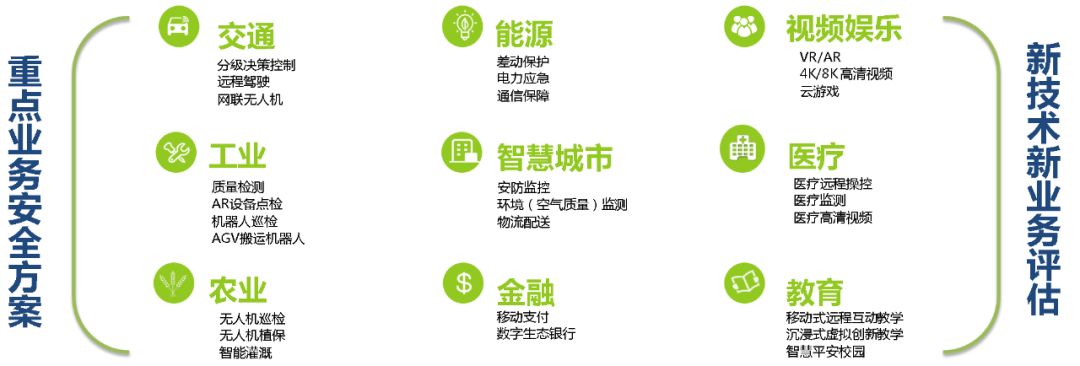 重点业务安全方案
交通
分级决策控制
远程驾驶
网联无人机
能源
差动保护
电力应急
通信保障
视频娱乐
VR/AR
4K/8K高清视频
云游戏
工业
质量检测
AR设备点检
机器人巡检
AGV搬运机器人
智慧城市
安防监控
环境（空气质量）监测
物流配送
医疗
医疗远程操控
医疗监测
医疗高清视频
农业
无人机巡检
无人机植保
智能灌溉
金融
移动支付
数字生态银行
教育
移动式远程互动教学
沉浸式虚拟创新教学
智慧平安校园
新技术新业务评估